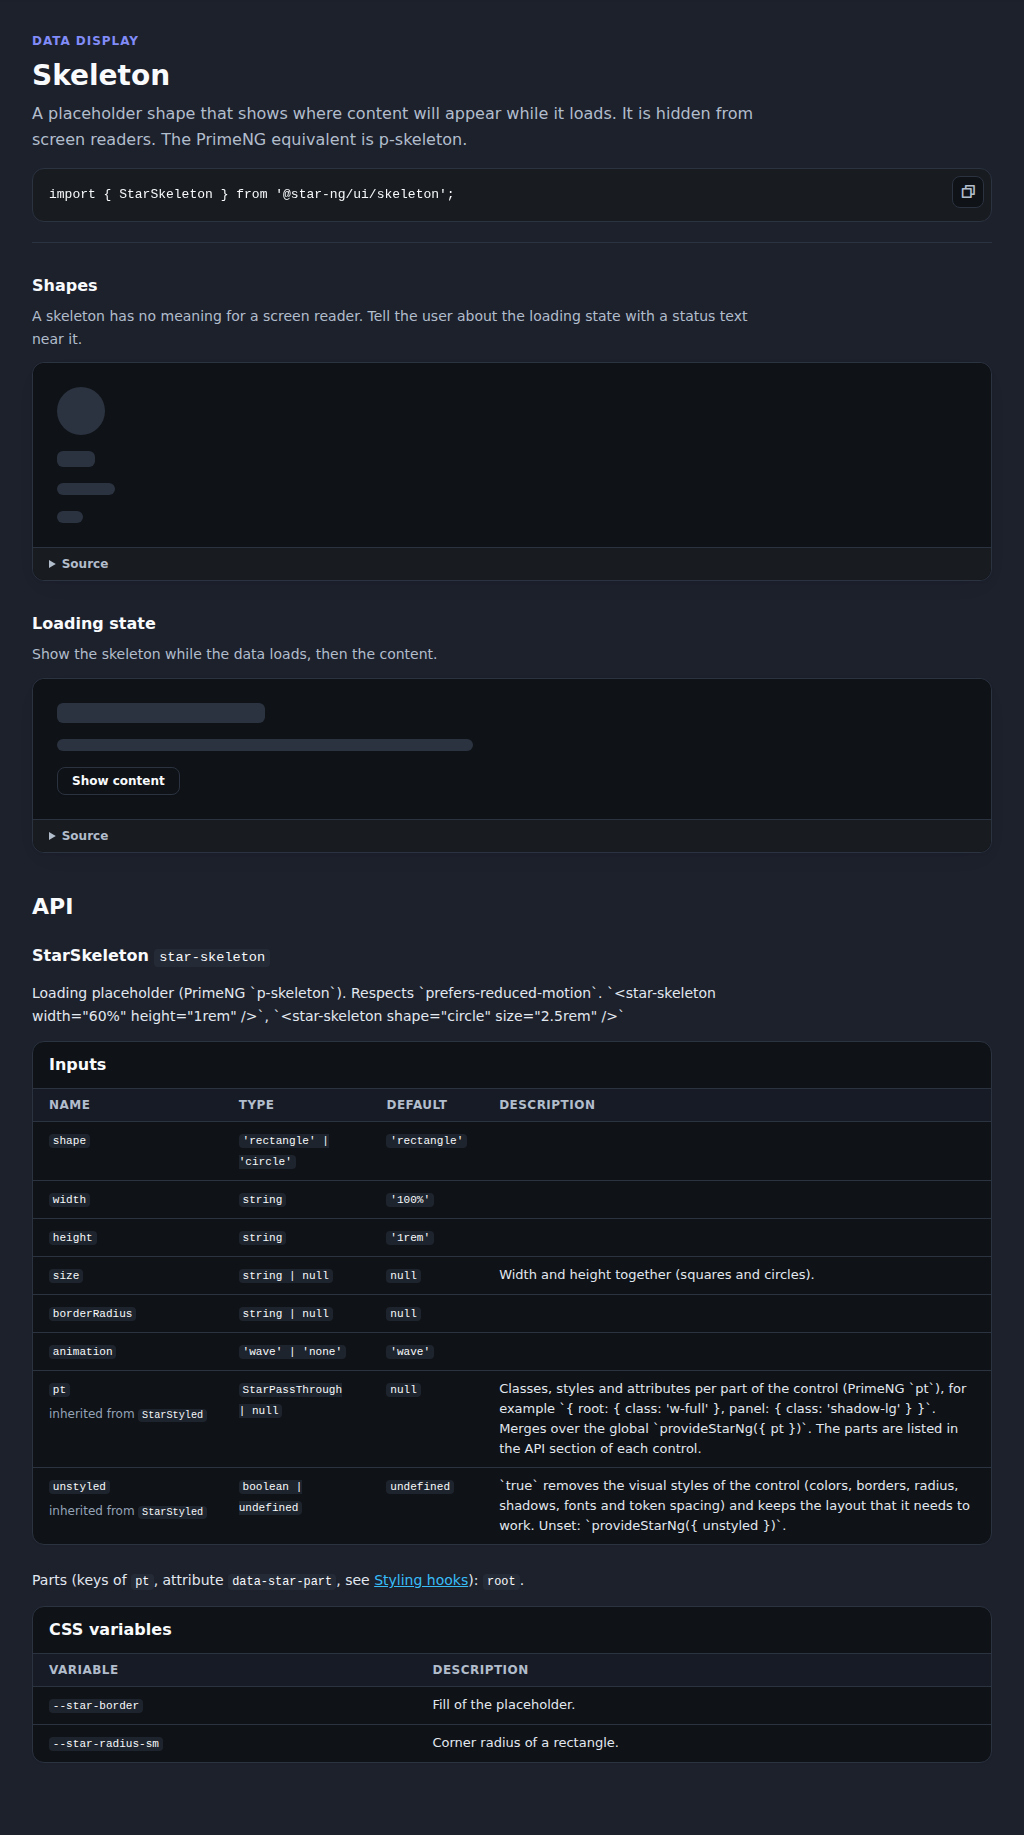 DATA DISPLAY
Skeleton
A placeholder shape that shows where content will appear while it loads. It is hidden from
screen readers. The PrimeNG equivalent is p-skeleton.
import { StarSkeleton } from '@star-ng/ui/skeleton';
Shapes
A skeleton has no meaning for a screen reader. Tell the user about the loading state with a status text
near it.
Source
Loading state
Show the skeleton while the data loads, then the content.
Show content
Source
API
StarSkeleton star-skeleton
Loading placeholder (PrimeNG `p-skeleton`). Respects `prefers-reduced-motion`. `<star-skeleton
width="60%" height="1rem" />`, `<star-skeleton shape="circle" size="2.5rem" />`
Inputs
NAME TYPE DEFAULT DESCRIPTION
shape 'rectangle' | 'rectangle'
'circle'
width string '100%'
height string '1rem'
size string | null null Width and height together (squares and circles).
borderRadius string | null null
animation 'wave' | 'none' 'wave'
pt StarPassThrough null Classes, styles and attributes per part of the control (PrimeNG `pt`), for
inherited from StarStyled | null example `{ root: { class: 'w-full' }, panel: { class: 'shadow-lg' } }`.
Merges over the global `provideStarNg({ pt })`. The parts are listed in
the API section of each control.
unstyled boolean | undefined `true` removes the visual styles of the control (colors, borders, radius,
inherited from StarStyled undefined shadows, fonts and token spacing) and keeps the layout that it needs to
work. Unset: `provideStarNg({ unstyled })`.
Parts (keys of pt, attribute data-star-part, see Styling hooks): root.
CSS variables
VARIABLE DESCRIPTION
--star-border Fill of the placeholder.
--star-radius-sm Corner radius of a rectangle.